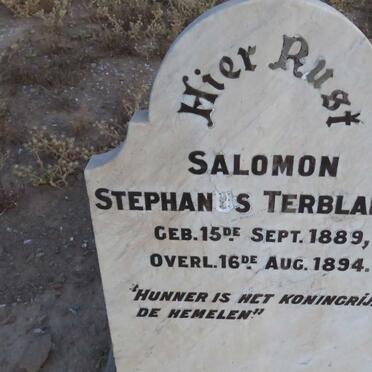 Hier Rust
SALOMON
STEPHANUS TERBLAN
GEB. 15DE SEPT. 1889,
OVERL. 16DE AUG. 1894.
"HUNNER IS HET KONINGRIJ
DE HEMELEN"